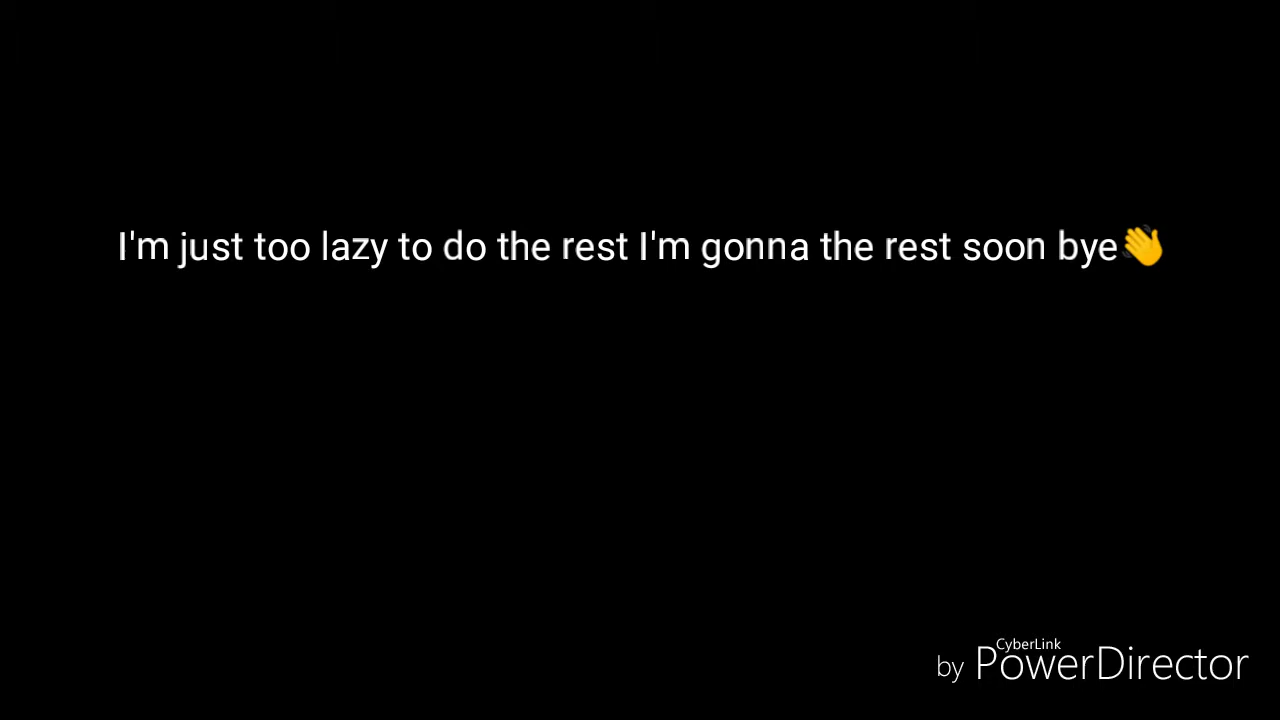 I'm just too lazy to do the rest I'm gonna the rest soon bye👋
CyberLink
by PowerDirector